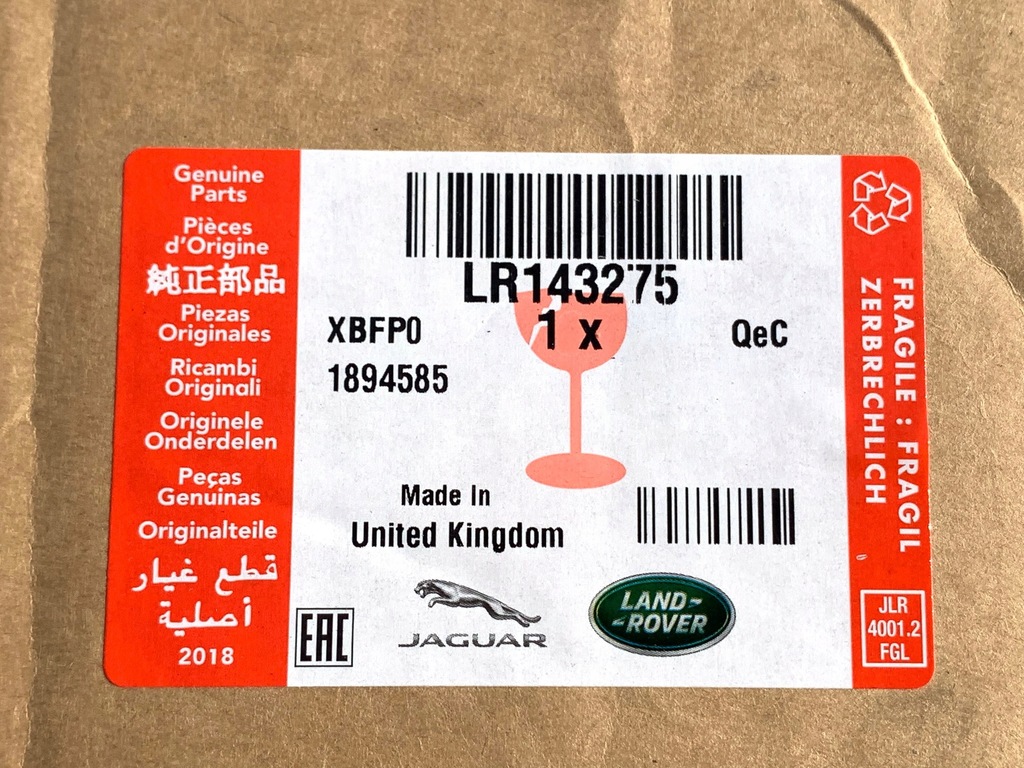 Genuine
Parts
Pièces
d'Origine
純正部品
Piezas
Originales
Ricambi
Originali
Originele
Onderdelen
Peças
Genuinas
Originalteile
قطع غيار
أصلية
2018
LR143275
1 x
XBFP0
QeC
1894585
Made In
United Kingdom
EAC
JAGUAR
LAND-
-ROVER
FRAGILE : FRAGIL
ZERBRECHLICH
JLR
4001.2
FGL